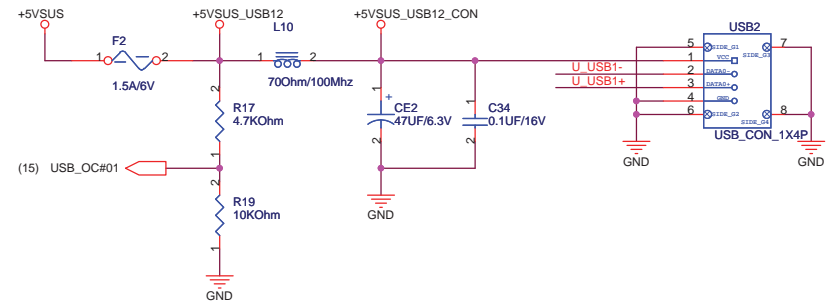 +5VSUS
+5VSUS_USB12
+5VSUS_USB12_CON
L10
USB2
F2
1 2
1 2
1.5A/6V
70Ohm/100Mhz
5 SIDE_G1 7
1 VCC SIDE_G3
U_USB1- 2 DATA0-
U_USB1+ 3 DATA0+
4 GND
6 SIDE_G2 8
SIDE_G4
USB_CON_1X4P
2
R17
4.7KOhm
1
1
+
CE2
47UF/6.3V
2
1
C34
0.1UF/16V
2
GND
GND
(15) USB_OC#01
2
R19
10KOhm
1
GND
GND